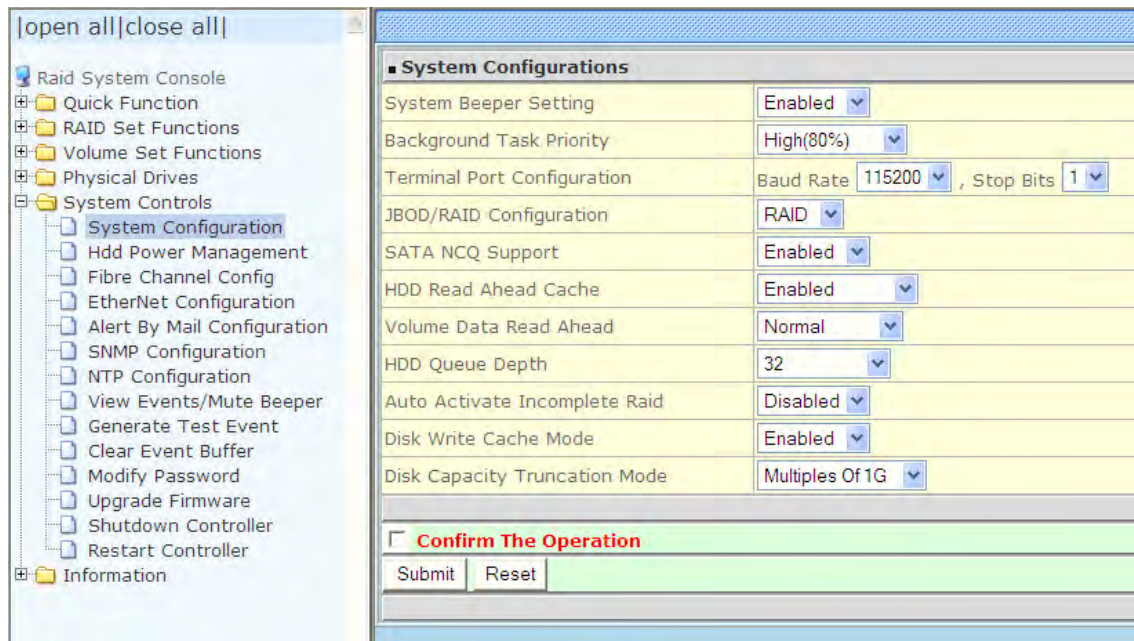 |open all|close all|
Raid System Console
Quick Function
RAID Set Functions
Volume Set Functions
Physical Drives
System Controls
System Configuration
Hdd Power Management
Fibre Channel Config
EtherNet Configuration
Alert By Mail Configuration
SNMP Configuration
NTP Configuration
View Events/Mute Beeper
Generate Test Event
Clear Event Buffer
Modify Password
Upgrade Firmware
Shutdown Controller
Restart Controller
Information
System Configurations
System Beeper Setting Enabled
Background Task Priority High(80%)
Terminal Port Configuration Baud Rate 115200 , Stop Bits 1
JBOD/RAID Configuration RAID
SATA NCQ Support Enabled
HDD Read Ahead Cache Enabled
Volume Data Read Ahead Normal
HDD Queue Depth 32
Auto Activate Incomplete Raid Disabled
Disk Write Cache Mode Enabled
Disk Capacity Truncation Mode Multiples Of 1G
Confirm The Operation
Submit Reset